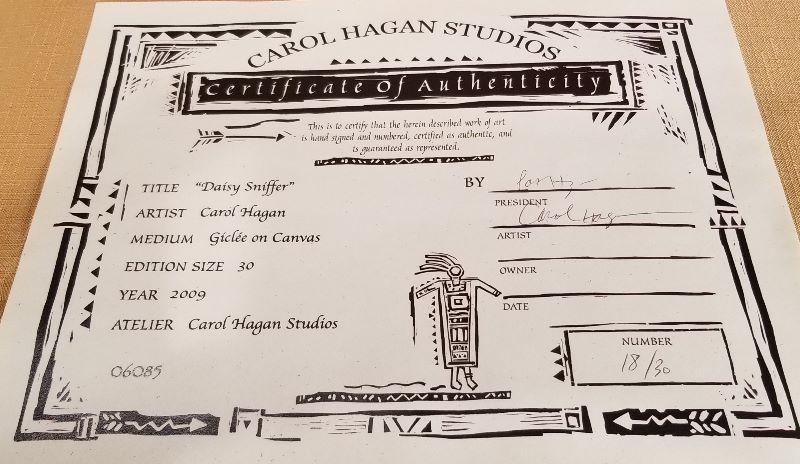 CAROL HAGAN STUDIOS
Certificate Of Authenticity
This is to certify that the herein described work of art
is hand signed and numbered, certified as authentic, and
is guaranteed as represented.
TITLE "Daisy Sniffer"
ARTIST Carol Hagan
MEDIUM Giclée on Canvas
EDITION SIZE 30
YEAR 2009
ATELIER Carol Hagan Studios
06085
BY
PRESIDENT
Carol Hag
ARTIST
OWNER
DATE
NUMBER
18/30